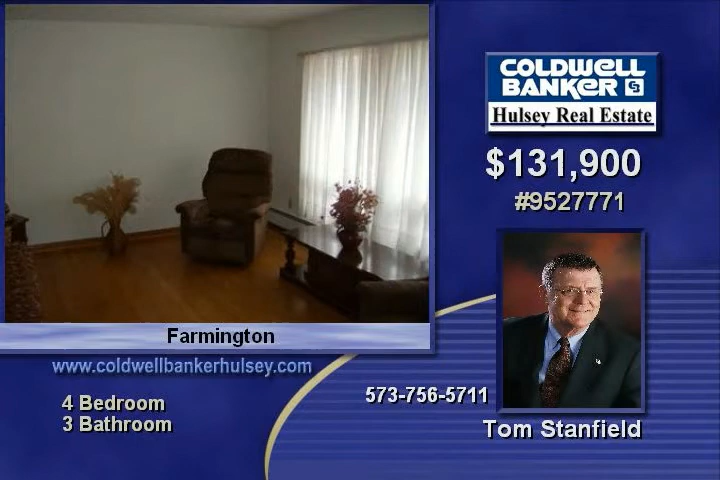 COLDWELL
BANKER CB
Hulsey Real Estate
$131,900
#9527771
Farmington
www.coldwellbankerhulsey.com
4 Bedroom
3 Bathroom
573-756-5711
Tom Stanfield